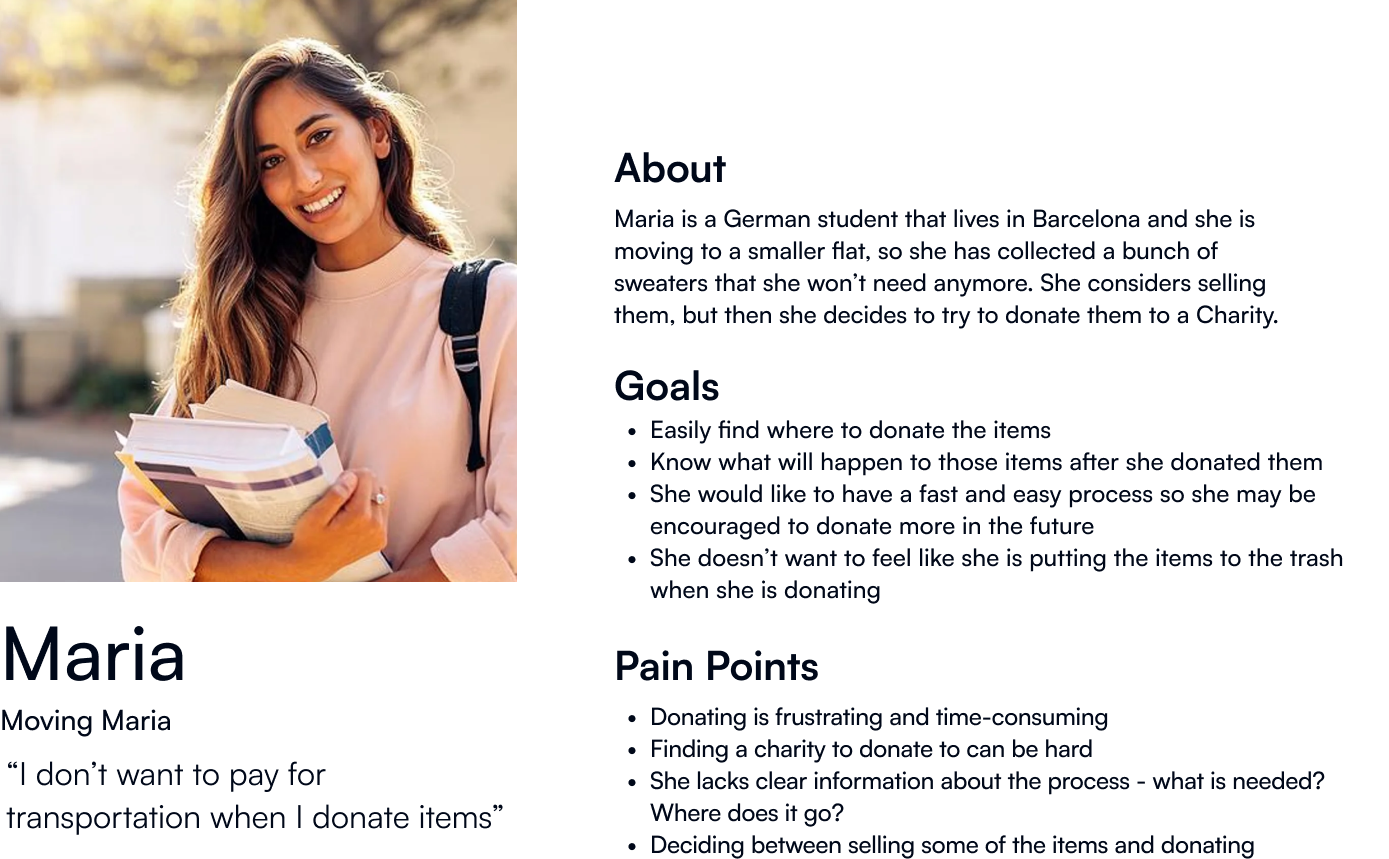 Maria
Moving Maria
“I don’t want to pay for
transportation when I donate items”
About
Maria is a German student that lives in Barcelona and she is
moving to a smaller flat, so she has collected a bunch of
sweaters that she won’t need anymore. She considers selling
them, but then she decides to try to donate them to a Charity.
Goals
• Easily find where to donate the items
• Know what will happen to those items after she donated them
• She would like to have a fast and easy process so she may be
encouraged to donate more in the future
• She doesn’t want to feel like she is putting the items to the trash
when she is donating
Pain Points
• Donating is frustrating and time-consuming
• Finding a charity to donate to can be hard
• She lacks clear information about the process - what is needed?
Where does it go?
• Deciding between selling some of the items and donating